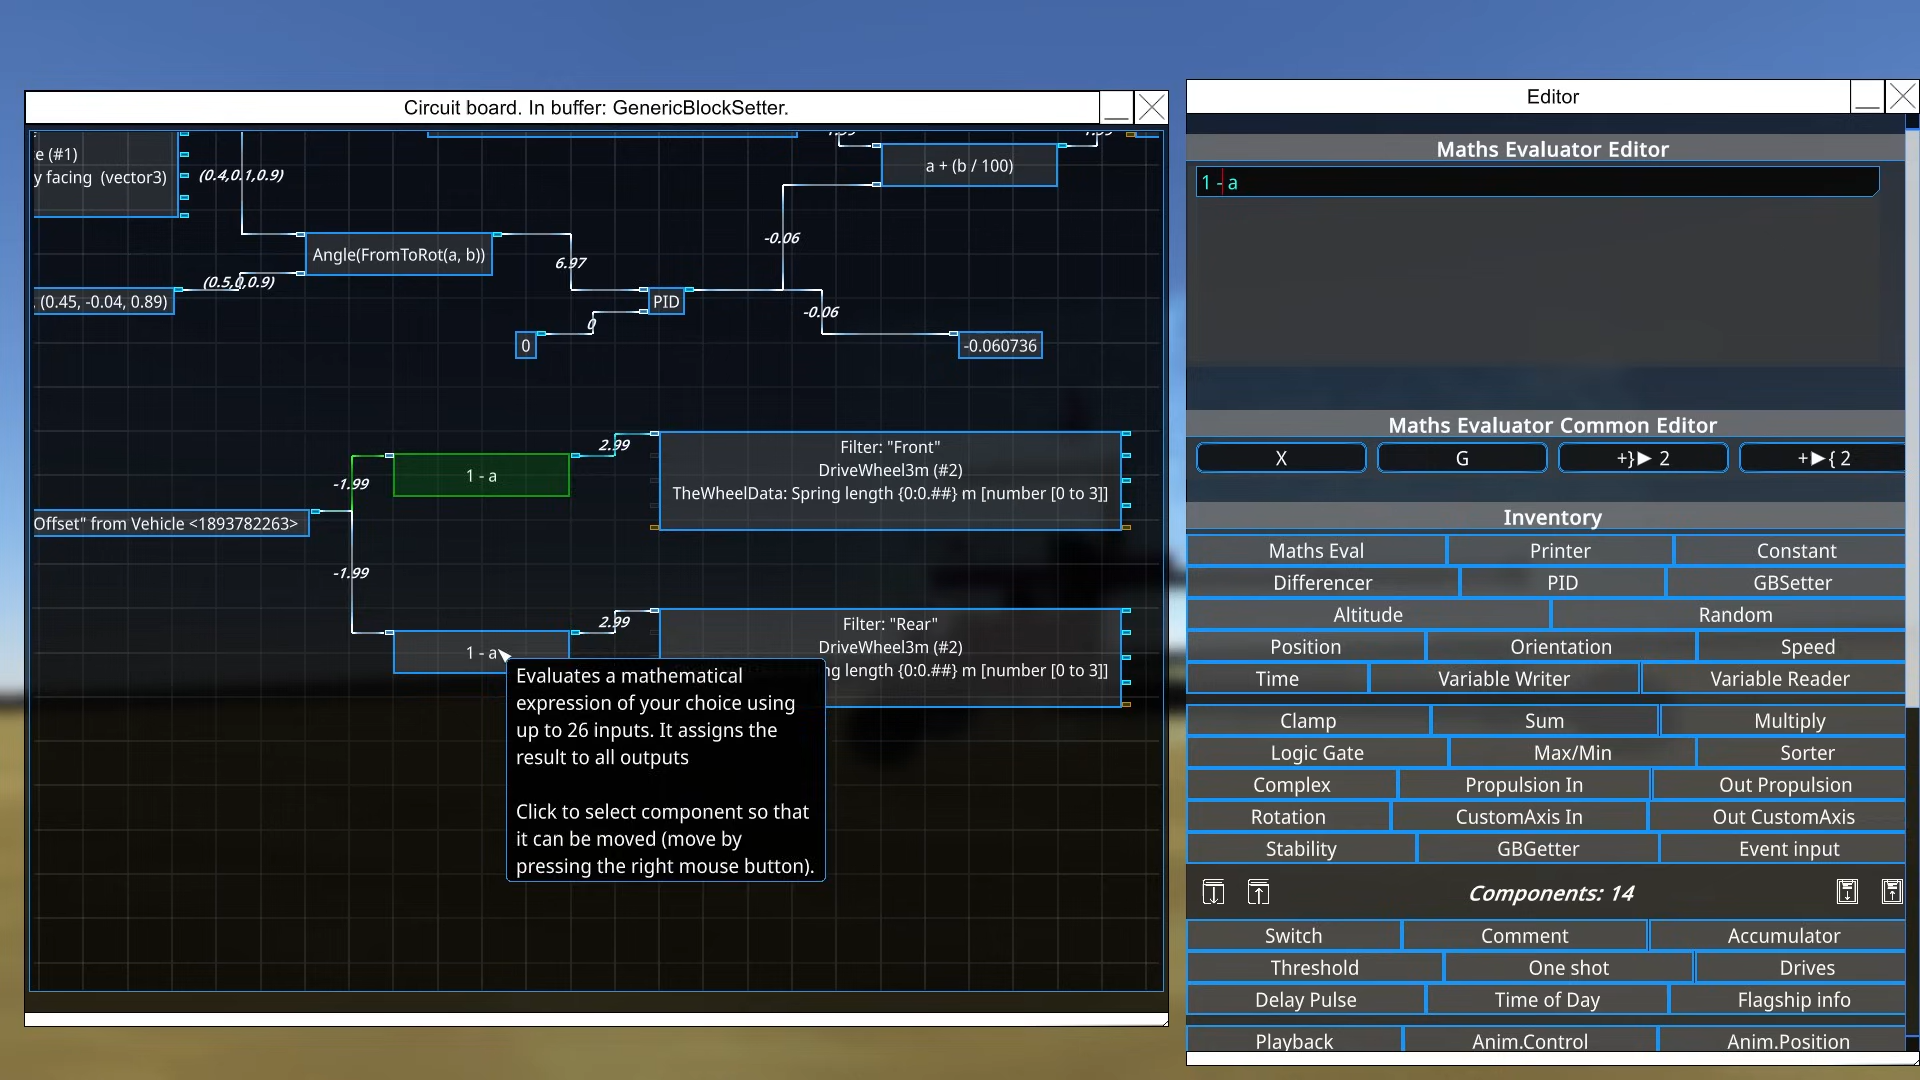 Circuit board. In buffer: GenericBlockSetter.
e (#1)
y facing  (vector3)
(0.4,0.1,0.9)
a + (b / 100)
Angle(FromToRot(a, b))
6.97
-0.06
(0.5,0,0.9)
(0.45, -0.04, 0.89)
PID
-0.06
0
0
-0.060736
1 - a
2.99
-1.99
Filter: "Front"
DriveWheel3m (#2)
TheWheelData: Spring length {0:0.##} m [number [0 to 3]]
Offset" from Vehicle <1893782263>
-1.99
1 - a
2.99
Filter: "Rear"
DriveWheel3m (#2)
ng length {0:0.##} m [number [0 to 3]]
Evaluates a mathematical
expression of your choice using
up to 26 inputs. It assigns the
result to all outputs
Click to select component so that
it can be moved (move by
pressing the right mouse button).
Editor
Maths Evaluator Editor
1 - a
Maths Evaluator Common Editor
X
G
+}► 2
+►{ 2
Inventory
Maths Eval
Printer
Constant
Differencer
PID
GBSetter
Altitude
Random
Position
Orientation
Speed
Time
Variable Writer
Variable Reader
Clamp
Sum
Multiply
Logic Gate
Max/Min
Sorter
Complex
Propulsion In
Out Propulsion
Rotation
CustomAxis In
Out CustomAxis
Stability
GBGetter
Event input
Components: 14
Switch
Comment
Accumulator
Threshold
One shot
Drives
Delay Pulse
Time of Day
Flagship info
Playback
Anim.Control
Anim.Position